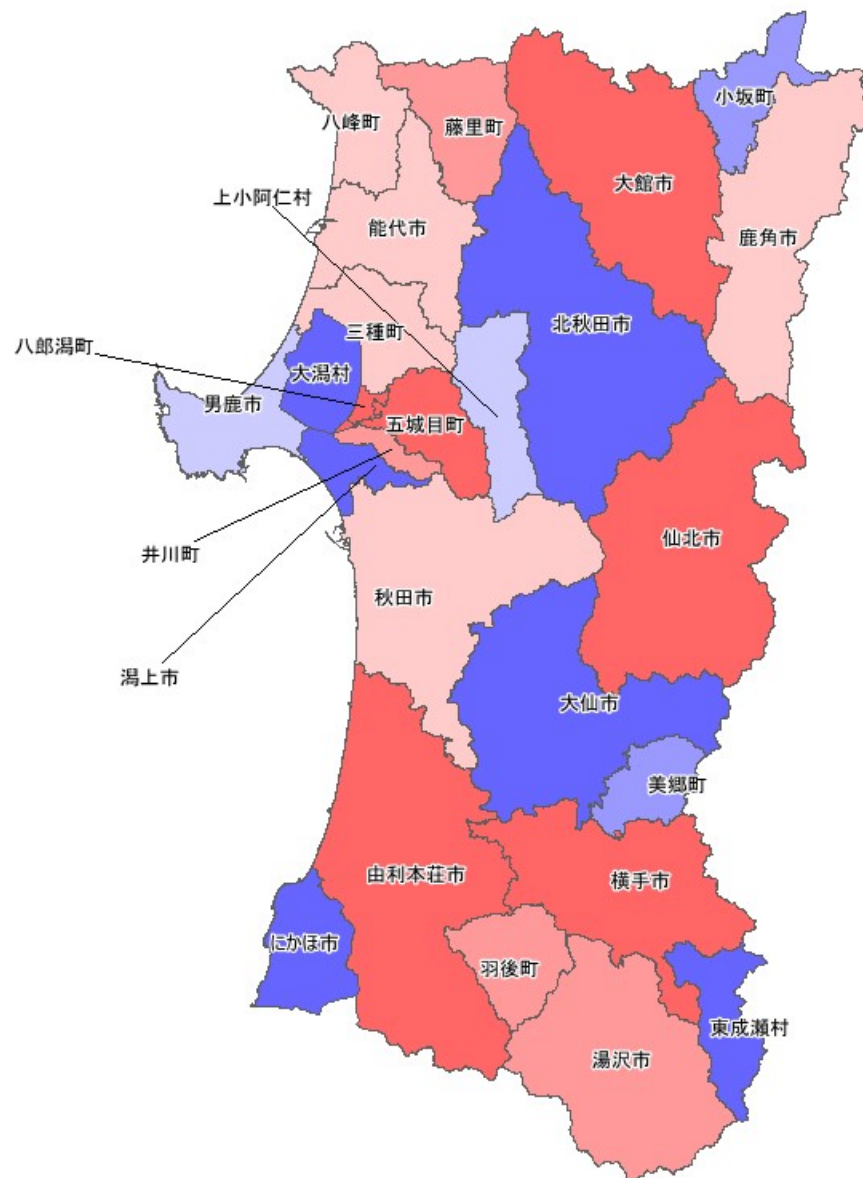 小坂町
八峰町
藤里町
大館市
上小阿仁村
能代市
鹿角市
北秋田市
三種町
八郎潟町
大潟村
男鹿市
五城目町
井川町
仙北市
秋田市
潟上市
大仙市
美郷町
由利本荘市
横手市
にかほ市
羽後町
東成瀬村
湯沢市